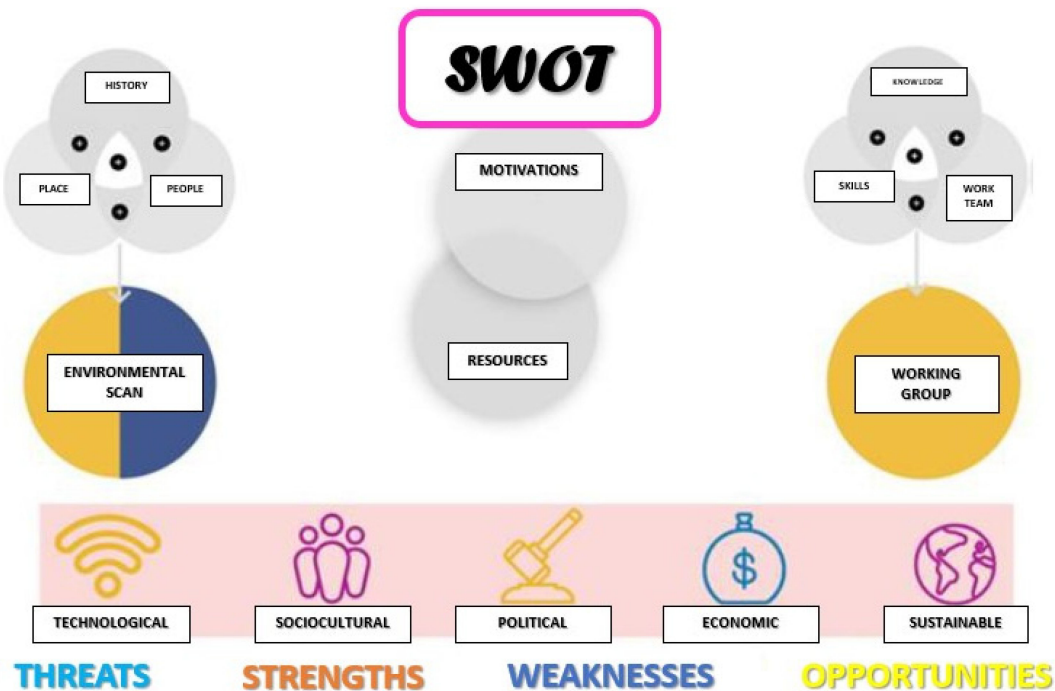 SWOT
HISTORY
PLACE
PEOPLE
MOTIVATIONS
KNOWLEDGE
SKILLS
WORK
TEAM
ENVIRONMENTAL
SCAN
RESOURCES
WORKING
GROUP
$
TECHNOLOGICAL
SOCIOCULTURAL
POLITICAL
ECONOMIC
SUSTAINABLE
THREATS
STRENGTHS
WEAKNESSES
OPPORTUNITIES